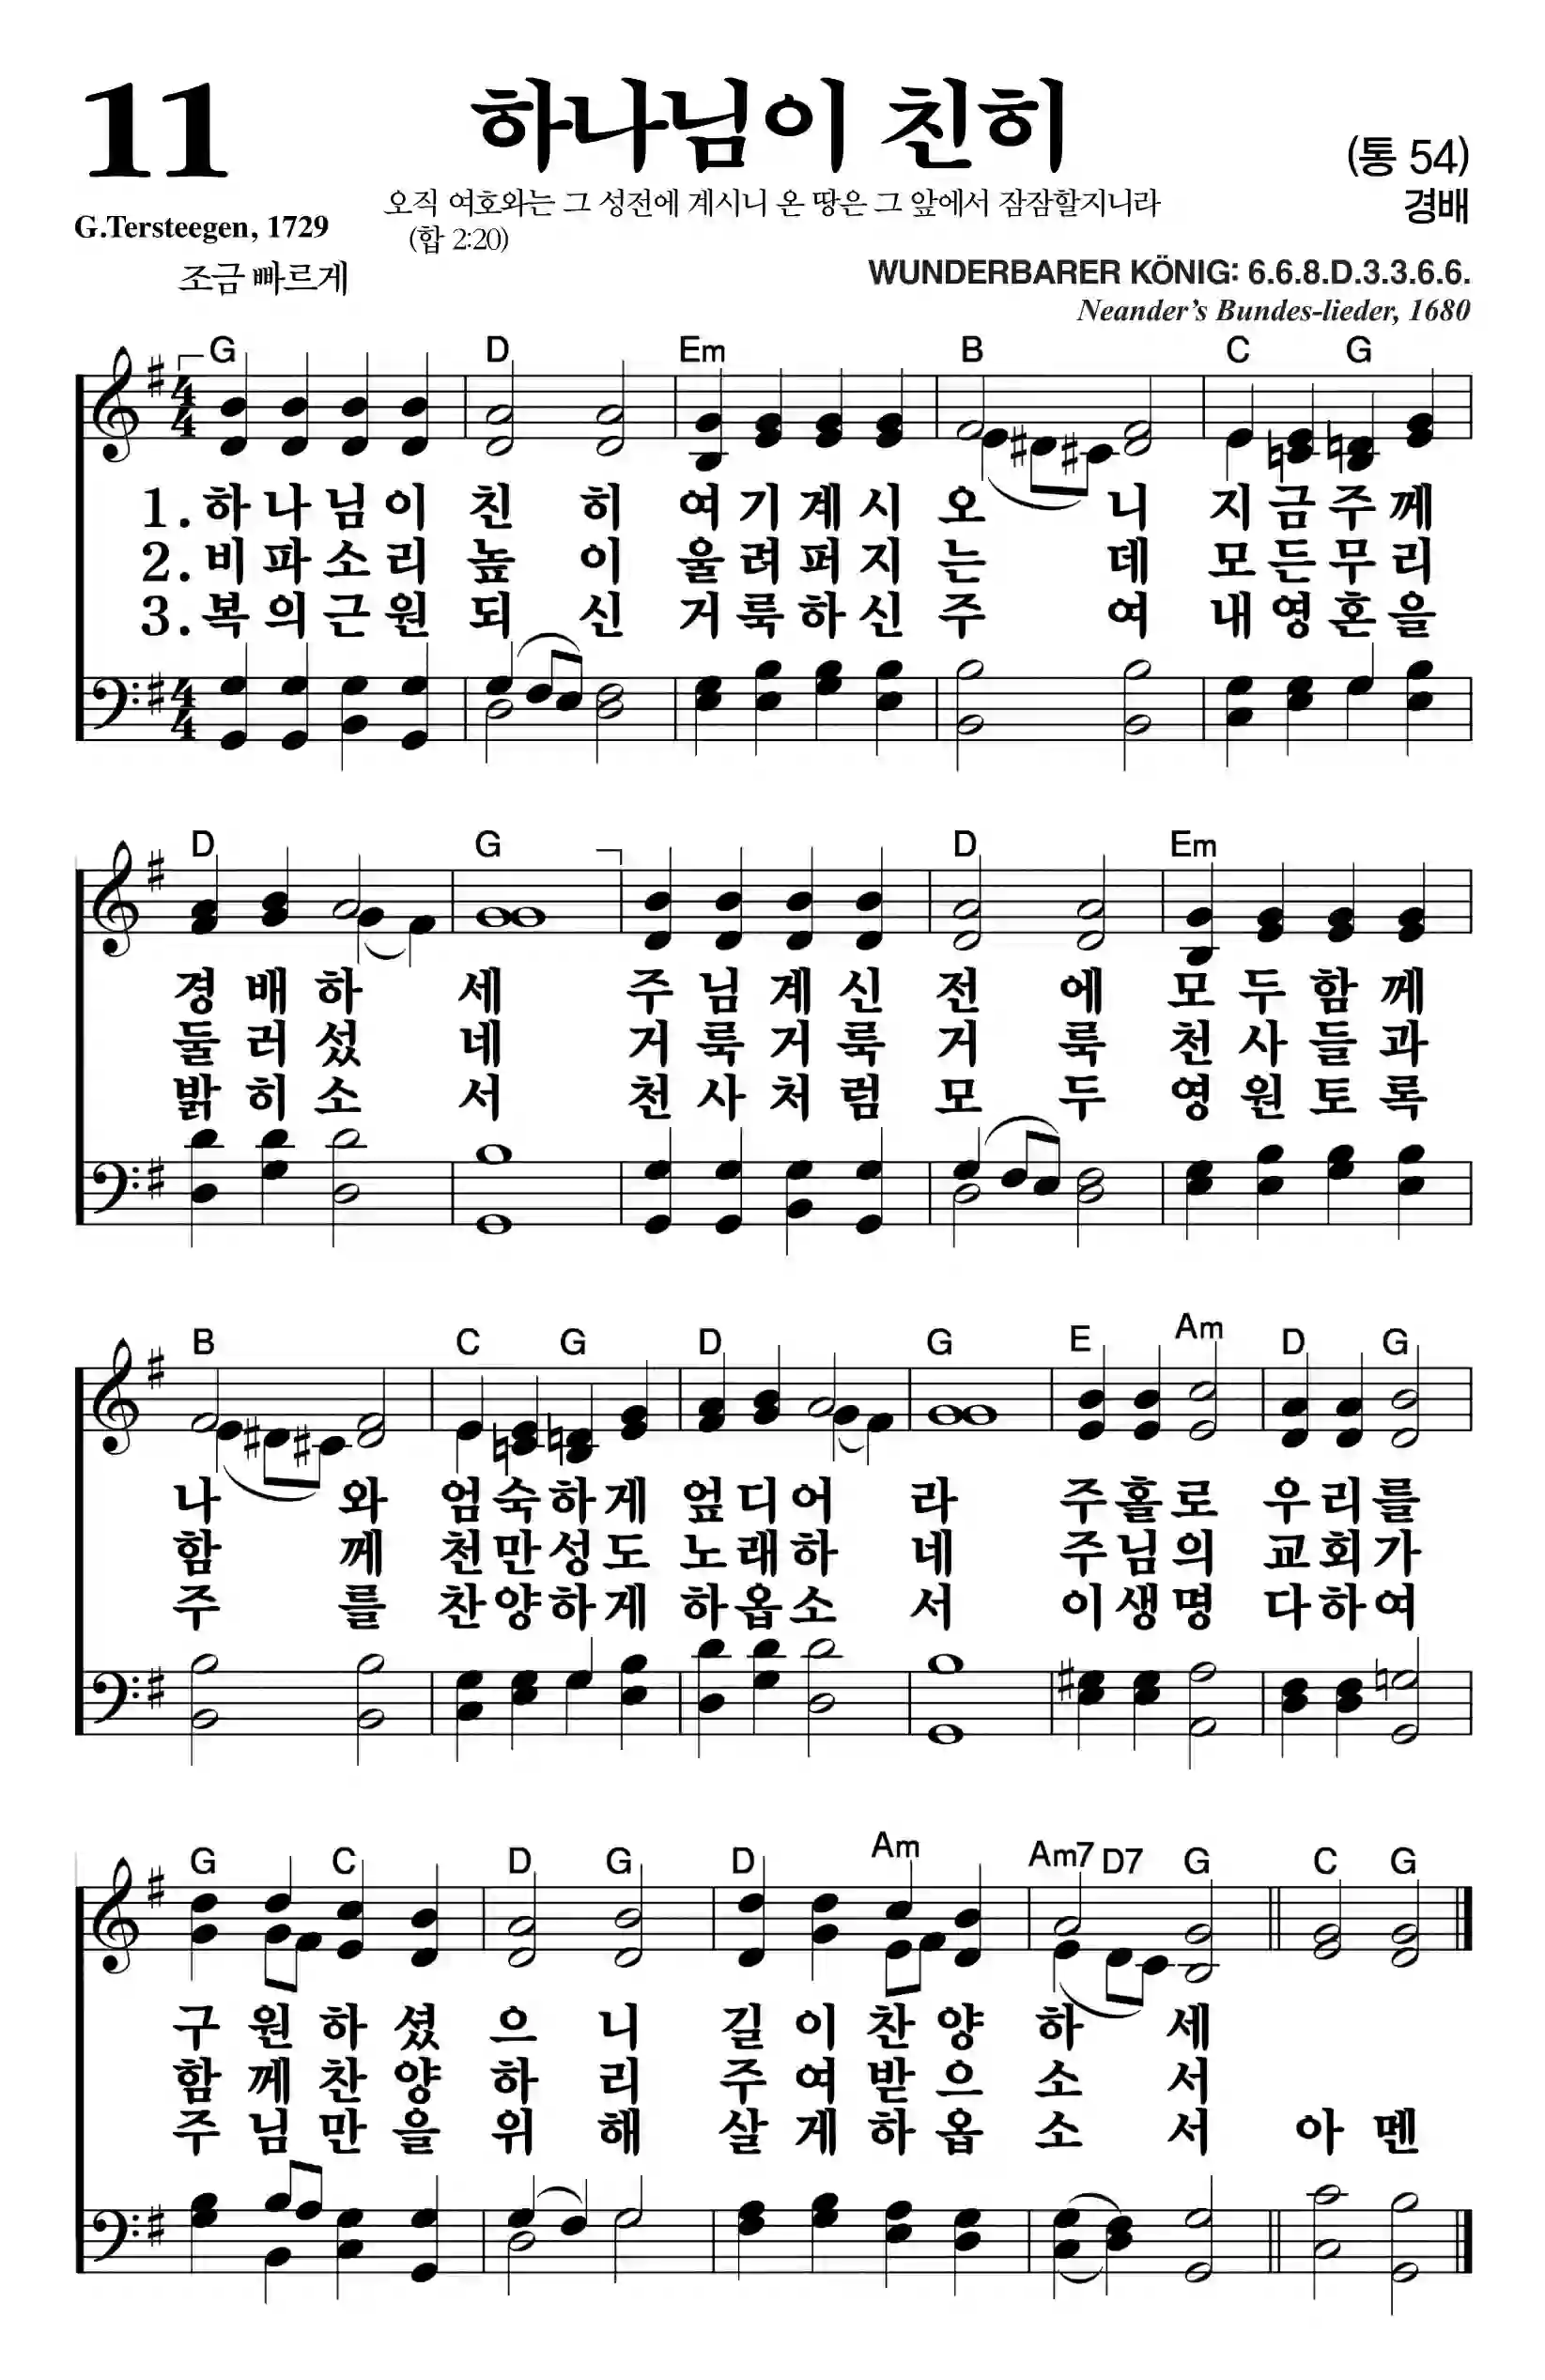 11
하나님이 친히
(통 54)
오직 여호와는 그 성전에 계시니 온 땅은 그 앞에서 잠잠할지니라
경배
G.Tersteegen, 1729
(합 2:20)
조금 빠르게
WUNDERBARER KÖNIG: 6.6.8.D.3.3.6.6.
Neander's Bundes-lieder, 1680
G D Em B C G
4 4
1.하나님이 친 히 여기계시 오 니 지금주께
2.비파소리 높 이 울려퍼지 는 데 모든무리
3.복의근원 되 신 거룩하신 주 여 내영혼을
4 4
D G D Em
경배하 세 주님계신 전 에 모두함께
둘러섰 네 거룩거룩 거 룩 천사들과
밝히소 서 천사처럼 모 두 영원토록
B C G D G E Am D G
나 와 엄숙하게 엎디어 라 주홀로 우리를
함 께 천만성도 노래하 네 주님의 교회가
주 를 찬양하게 하옵소 서 이생명 다하여
G C D G D Am Am7 D7 G C G
구원하셨 으 니 길이찬양 하 세
함께찬양 하 리 주여받으 소 서
주님만을 위 해 살게하옵 소 서 아 멘